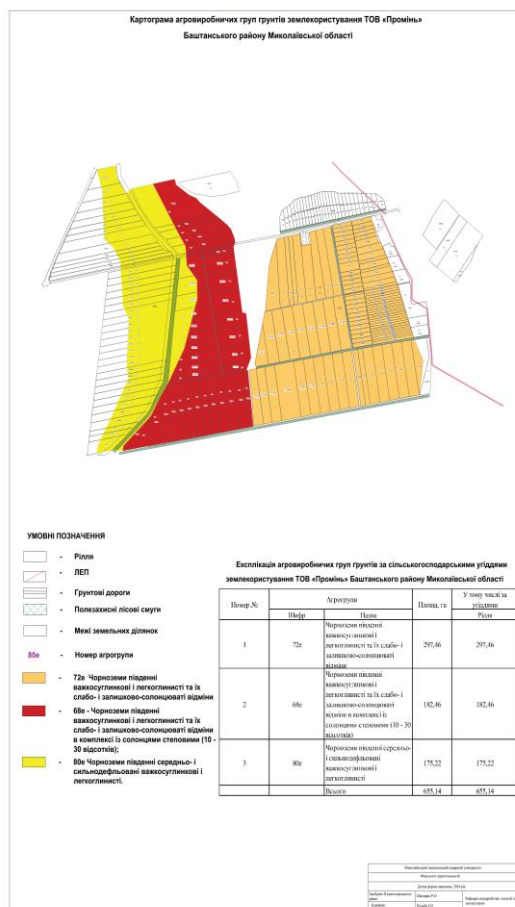 Картограма агровиробничих груп ґрунтів землекористування ТОВ «Промінь»
Баштанського району Миколаївської області
УМОВНІ ПОЗНАЧЕННЯ
- Рілля
- ЛЕП
- Грунтові дороги
- Полезахисні лісові смуги
- Межі земельних ділянок
80е - Номер агрогрупи
- 72е Чорноземи південні
важкосуглинкові і легкоглинисті та їх
слабо- і залишково-солонцюваті відміни
- 68е - Чорноземи південні
важкосуглинкові і легкоглинисті та їх
слабо- і залишково-солонцюваті відміни
в комплексі із солонцями степовими (10 -
30 відсотків);
- 80е Чорноземи південні середньо- і
сильнодефльовані важкосуглинкові і
легкоглинисті.
Експлікація агровиробничих груп ґрунтів за сільськогосподарськими угіддями
землекористування ТОВ «Промінь» Баштанського району Миколаївської області
Номер.№ Агрогрупи Площа, га У тому числі за
угіддями
Шифр Назва Рілля
1 72е Чорноземи південні
важкосуглинкові і
легкоглинисті та їх слабо- і
залишково-солонцюваті
відміни 297,46 297,46
2 68е Чорноземи південні
важкосуглинкові і
легкоглинисті та їх слабо- і
залишково-солонцюваті
відміни в комплексі із
солонцями степовими (10 - 30
відсотків) 182,46 182,46
3 80е Чорноземи південні середньо-
і сильнодефльовані
важкосуглинкові і
легкоглинисті 175,22 175,22
Всього 655,14 655,14